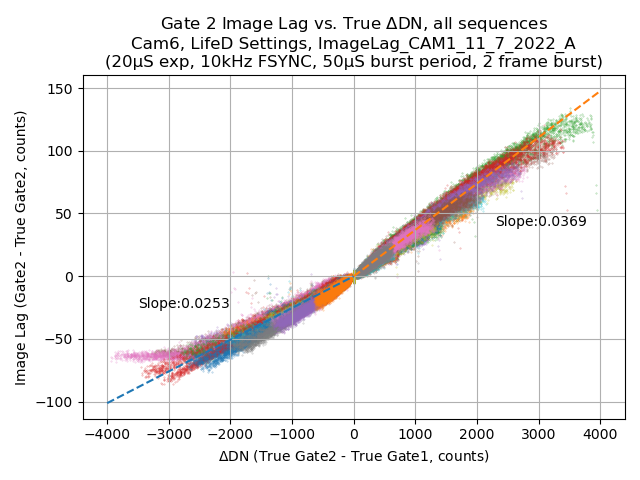 Gate 2 Image Lag vs. True ΔDN, all sequences
Cam6, LifeD Settings, ImageLag_CAM1_11_7_2022_A
(20μS exp, 10kHz FSYNC, 50μS burst period, 2 frame burst)
Image Lag (Gate2 - True Gate2, counts)
150
100
50
0
−50
−100
Slope:0.0369
Slope:0.0253
−4000 −3000 −2000 −1000 0 1000 2000 3000 4000
ΔDN (True Gate2 - True Gate1, counts)